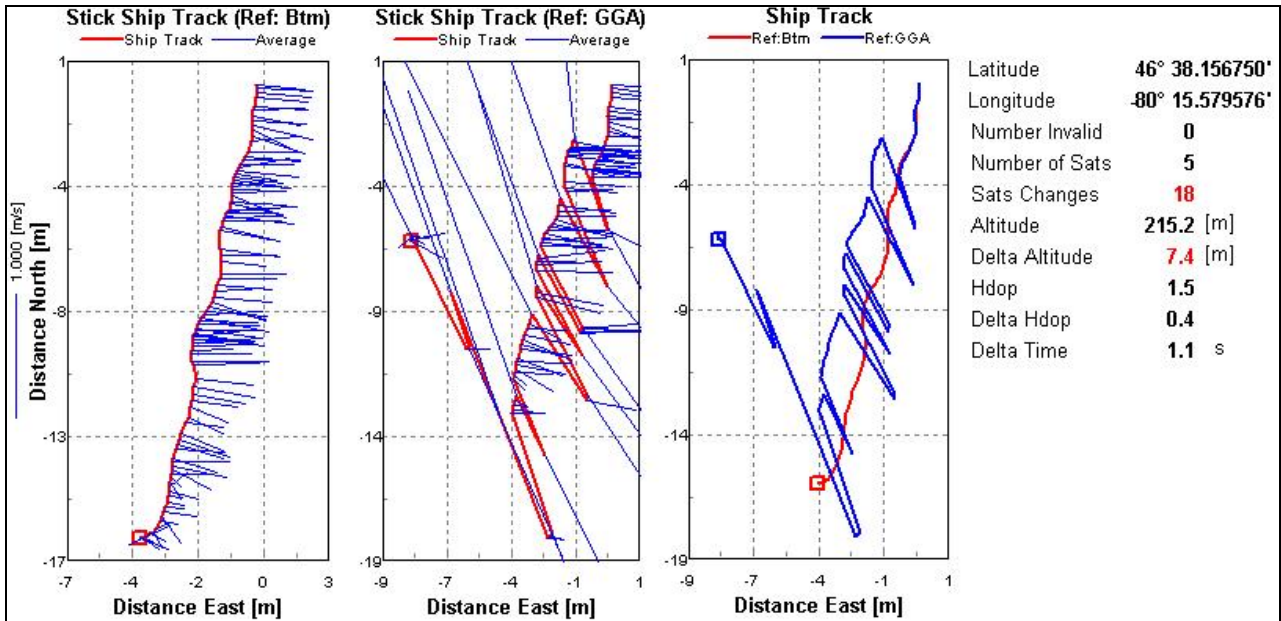 Stick Ship Track (Ref: Btm)
Ship Track Average
1
-4
-8
-13
-17
-7 -4 0 3
Distance East [m]
Distance North [m]
1.000 [m/s]
Stick Ship Track (Ref: GGA)
Ship Track Average
1
-4
-9
-14
-19
-9 -4 -1 1
Distance East [m]
Ship Track
Ref:Btm Ref:GGA
1
-4
-9
-14
-19
-9 -4 -1 1
Distance East [m]
Latitude 46° 38.156750'
Longitude -80° 15.579576'
Number Invalid 0
Number of Sats 5
Sats Changes 18
Altitude 215.2 [m]
Delta Altitude 7.4 [m]
Hdop 1.5
Delta Hdop 0.4
Delta Time 1.1 s